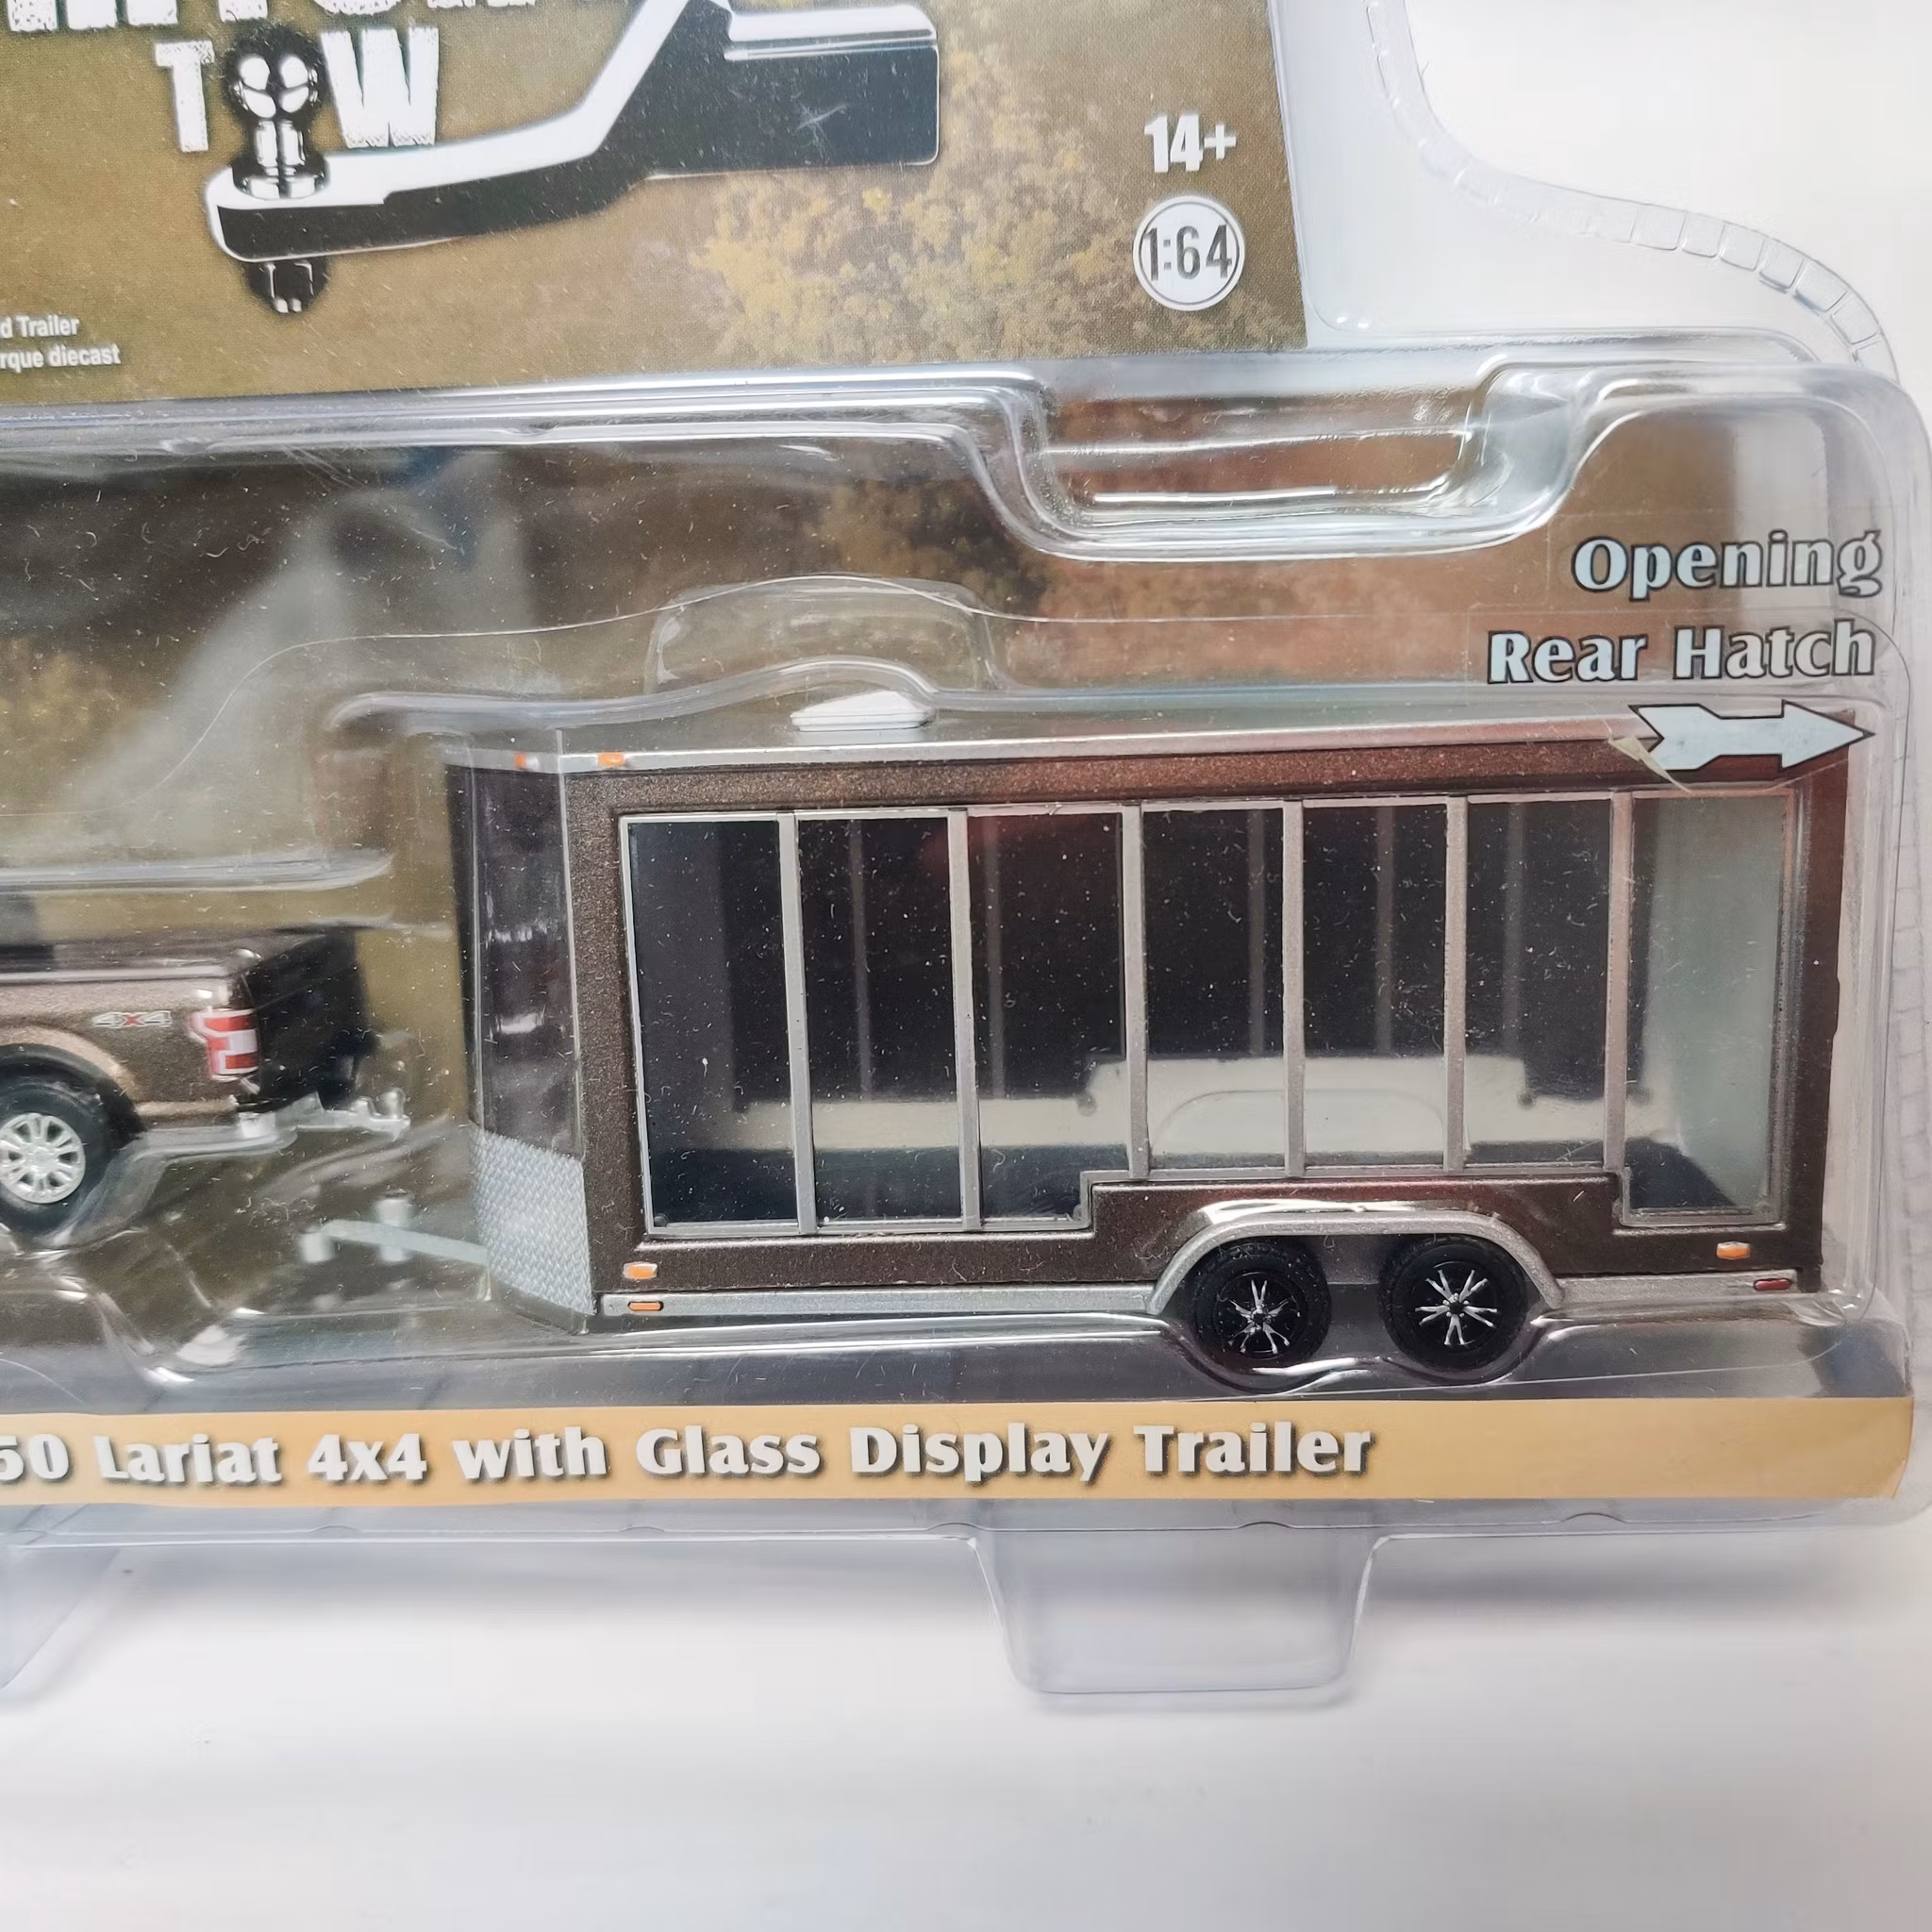 TOW
14+
1:64
d Trailer
rque diecast
Opening
Rear Hatch
4x4
50 Lariat 4x4 with Glass Display Trailer